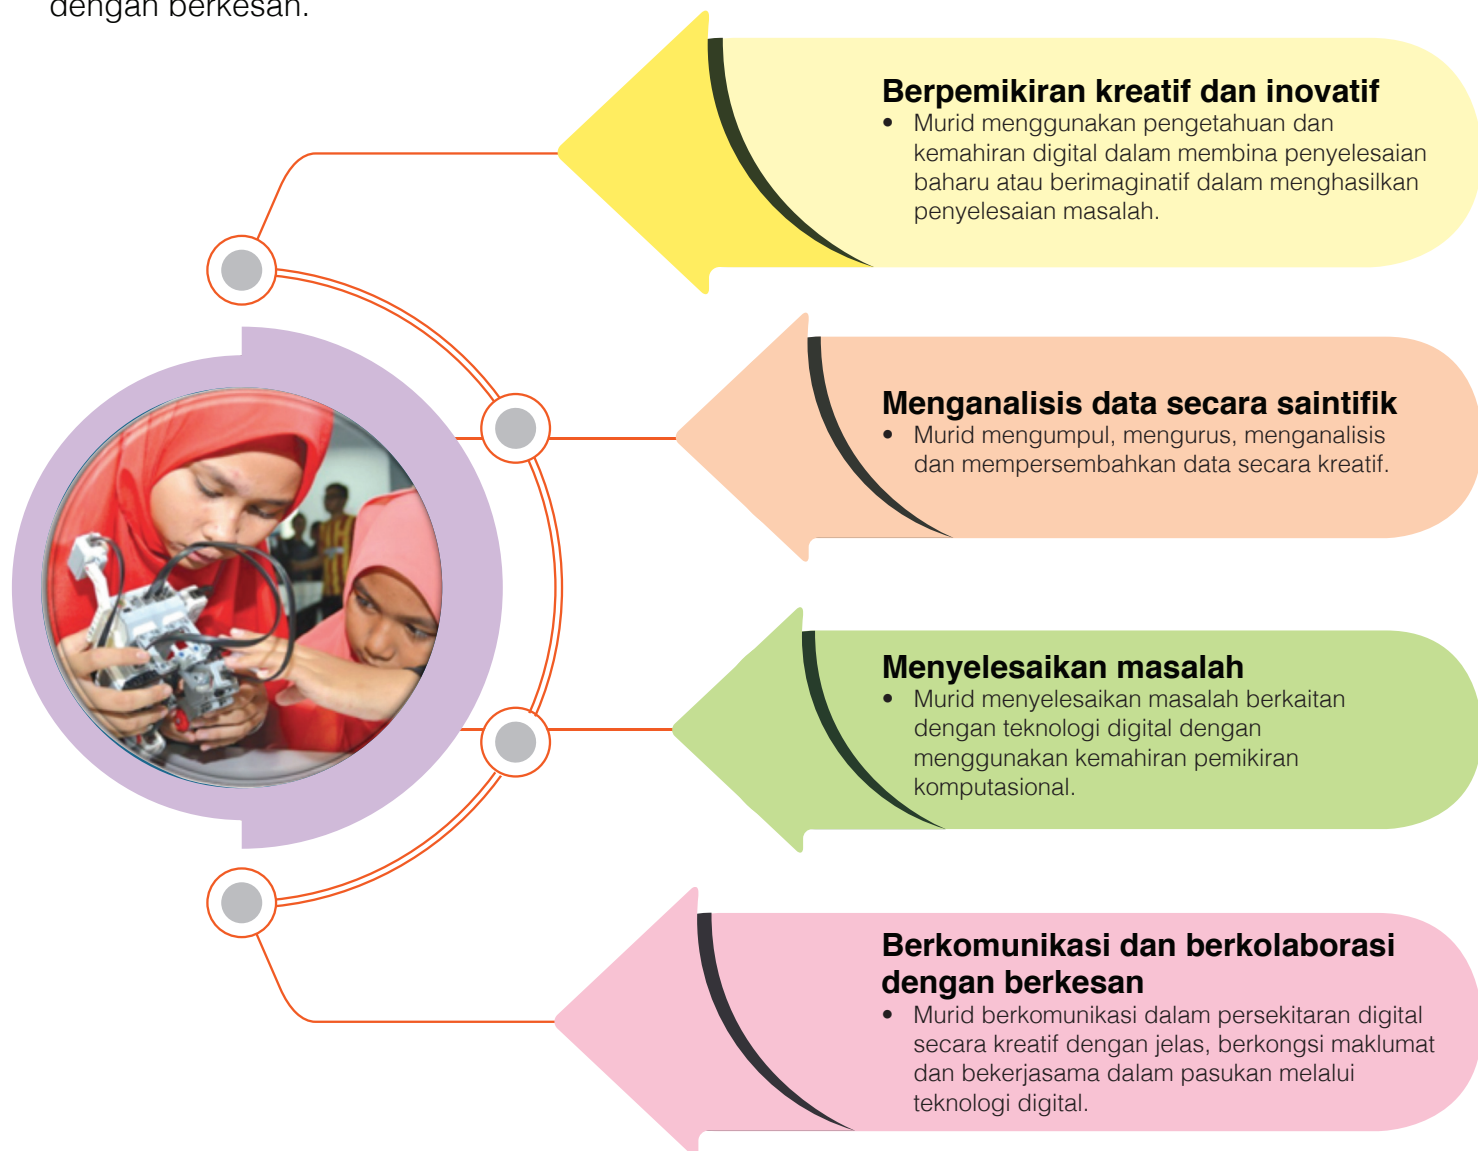 dengan berkesan.
Berpemikiran kreatif dan inovatif
• Murid menggunakan pengetahuan dan
kemahiran digital dalam membina penyelesaian
baharu atau berimaginatif dalam menghasilkan
penyelesaian masalah.
Menganalisis data secara saintifik
• Murid mengumpul, mengurus, menganalisis
dan mempersembahkan data secara kreatif.
Menyelesaikan masalah
• Murid menyelesaikan masalah berkaitan
dengan teknologi digital dengan
menggunakan kemahiran pemikiran
komputasional.
Berkomunikasi dan berkolaborasi
dengan berkesan
• Murid berkomunikasi dalam persekitaran digital
secara kreatif dengan jelas, berkongsi maklumat
dan bekerjasama dalam pasukan melalui
teknologi digital.